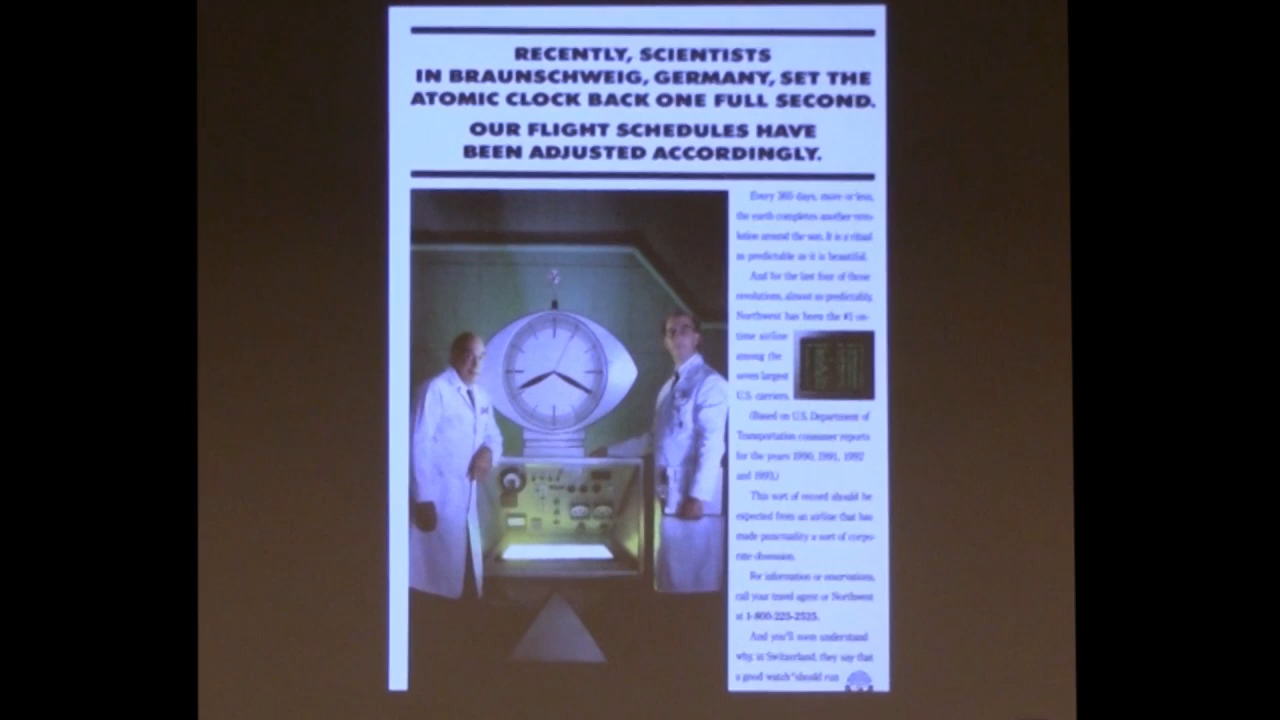 RECENTLY, SCIENTISTS
IN BRAUNSCHWEIG, GERMANY, SET THE
ATOMIC CLOCK BACK ONE FULL SECOND.
OUR FLIGHT SCHEDULES HAVE
BEEN ADJUSTED ACCORDINGLY.
Every 365 days, more or less,
the earth completes another revo-
lution around the sun. It is a ritual
as predictable as it is beautiful.
And for the last four of those
revolutions, almost as predictably,
Northwest has been the #1 on-
time airline
among the
seven largest
U.S. carriers.
(Based on U.S. Department of
Transportation consumer reports
for the years 1990, 1991, 1992
and 1993.)
This sort of record should be
expected from an airline that has
made punctuality a sort of corpo-
rate obsession.
For information or reservations,
call your travel agent or Northwest
at 1-800-225-2525.
And you'll soon understand
why, in Switzerland, they say that
a good watch "should run